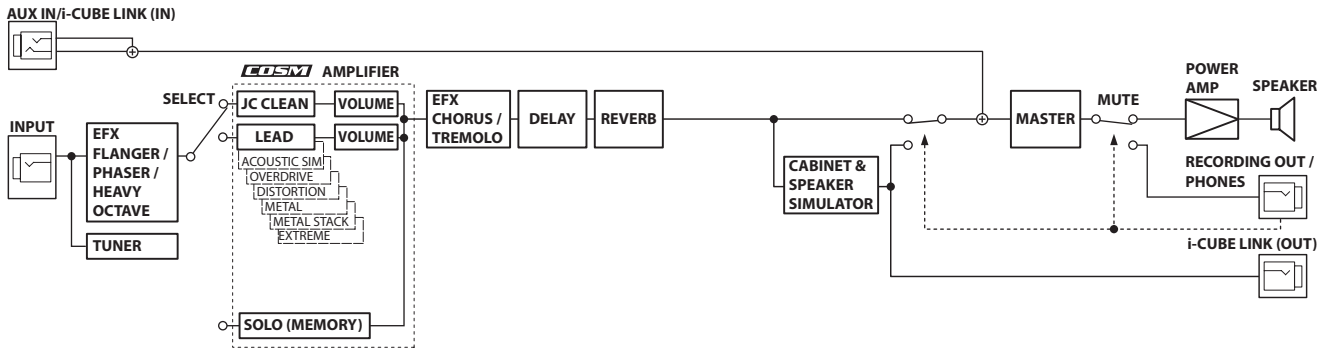 AUX IN/i-CUBE LINK (IN)
COSM AMPLIFIER
SELECT
JC CLEAN
VOLUME
INPUT
EFX
FLANGER /
PHASER /
HEAVY
OCTAVE
TUNER
LEAD
VOLUME
ACOUSTIC SIM
OVERDRIVE
DISTORTION
METAL
METAL STACK
EXTREME
SOLO (MEMORY)
EFX
CHORUS /
TREMOLO
DELAY
REVERB
CABINET &
SPEAKER
SIMULATOR
MASTER
MUTE
POWER
AMP
SPEAKER
RECORDING OUT /
PHONES
i-CUBE LINK (OUT)